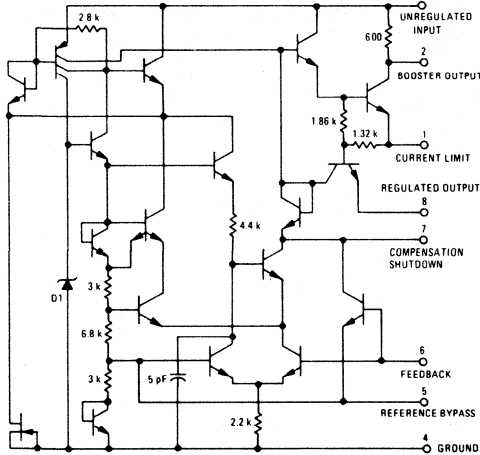 2.8 k
3
UNREGULATED
INPUT
600
2
BOOSTER OUTPUT
1.86 k
1.32 k
1
CURRENT LIMIT
REGULATED OUTPUT
8
4.4 k
7
COMPENSATION
SHUTDOWN
3 k
D1
6.8 k
3 k
5 pF
6
FEEDBACK
5
REFERENCE BYPASS
2.2 k
4
GROUND